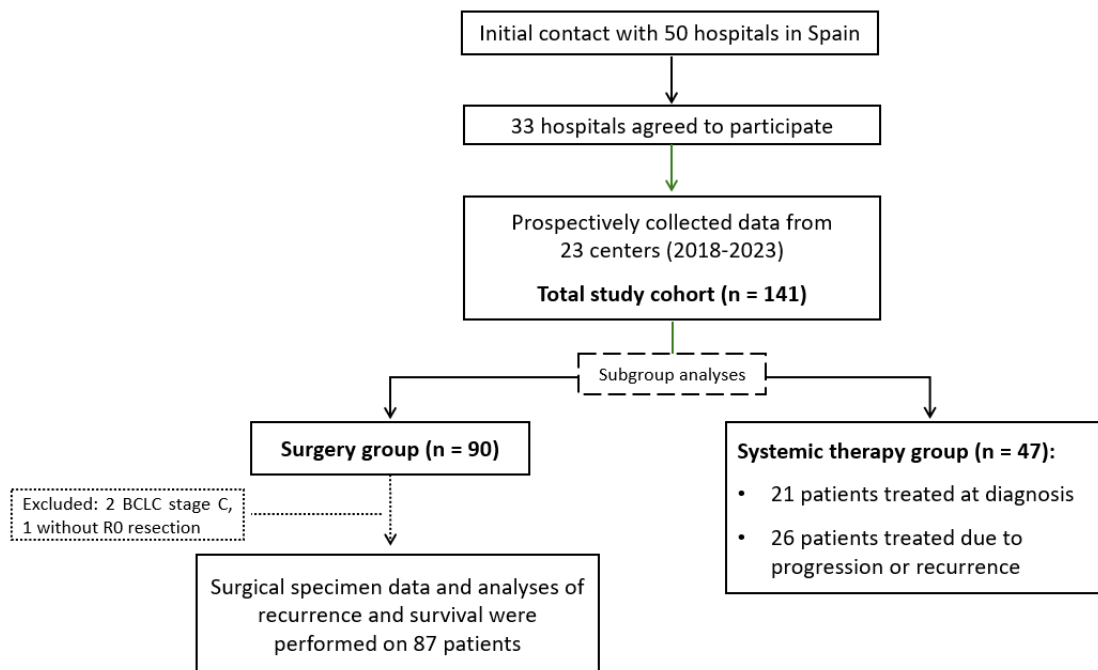 Initial contact with 50 hospitals in Spain
33 hospitals agreed to participate
Prospectively collected data from
23 centers (2018-2023)
Total study cohort (n = 141)
Subgroup analyses
Surgery group (n = 90)
Excluded: 2 BCLC stage C,
1 without R0 resection
Surgical specimen data and analyses of
recurrence and survival were
performed on 87 patients
Systemic therapy group (n = 47):
• 21 patients treated at diagnosis
• 26 patients treated due to
progression or recurrence